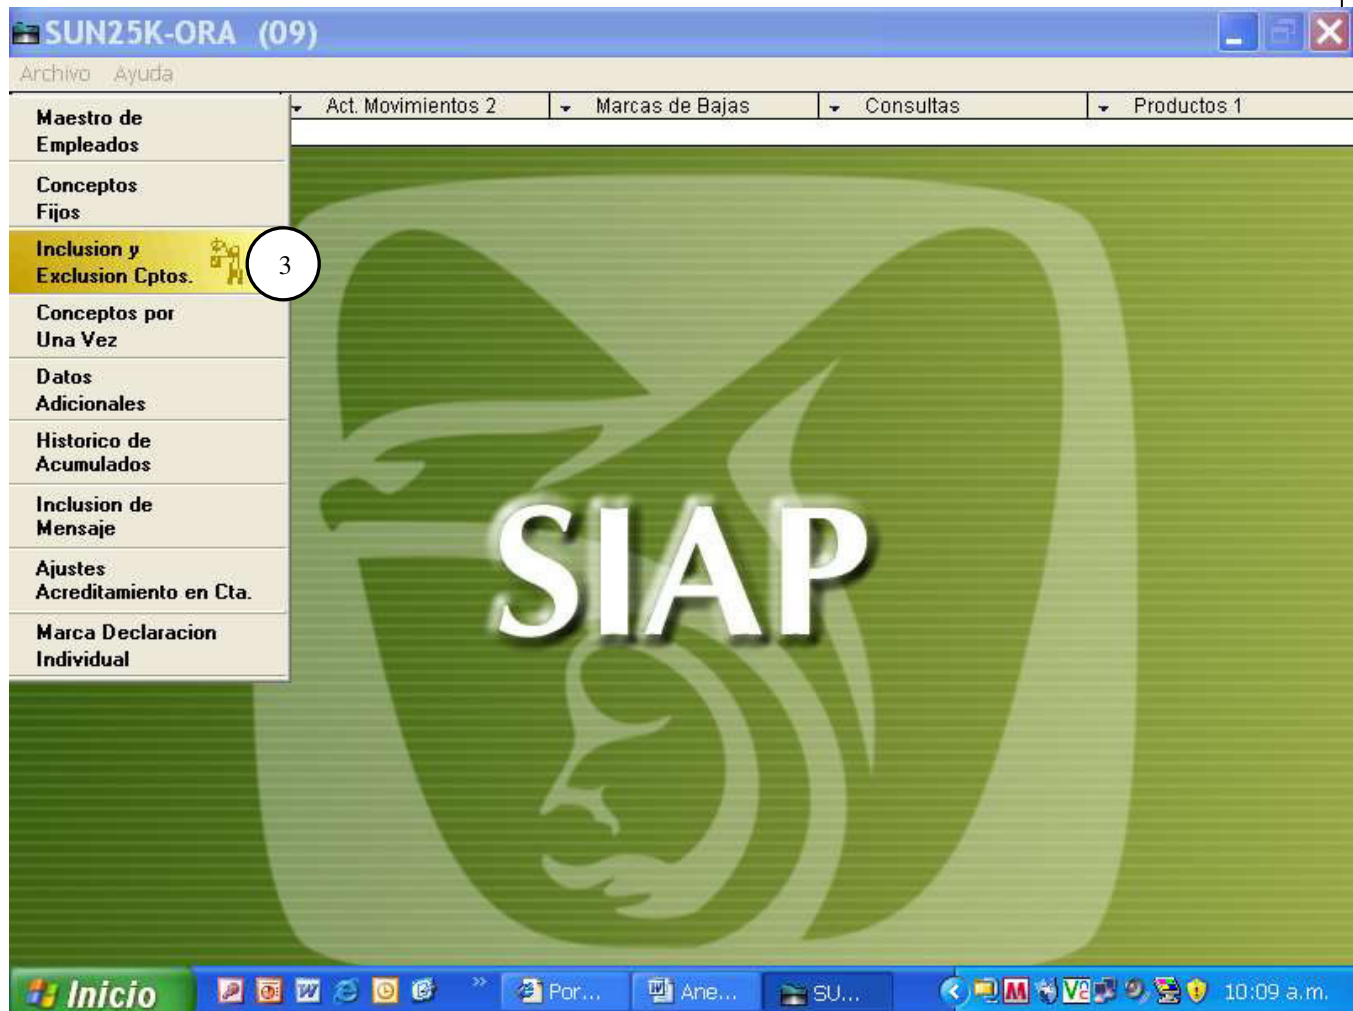 SUN25K-ORA (09)
Archivo Ayuda
Act. Movimientos 2 Marcas de Bajas Consultas Productos 1
Maestro de
Empleados
Conceptos
Fijos
Inclusion y
Exclusion Cptos.
3
Conceptos por
Una Vez
Datos
Adicionales
Historico de
Acumulados
Inclusion de
Mensaje
Ajustes
Acreditamiento en Cta.
Marca Declaracion
Individual
SIAP
Inicio » Por... Ane... SU... 10:09 a.m.